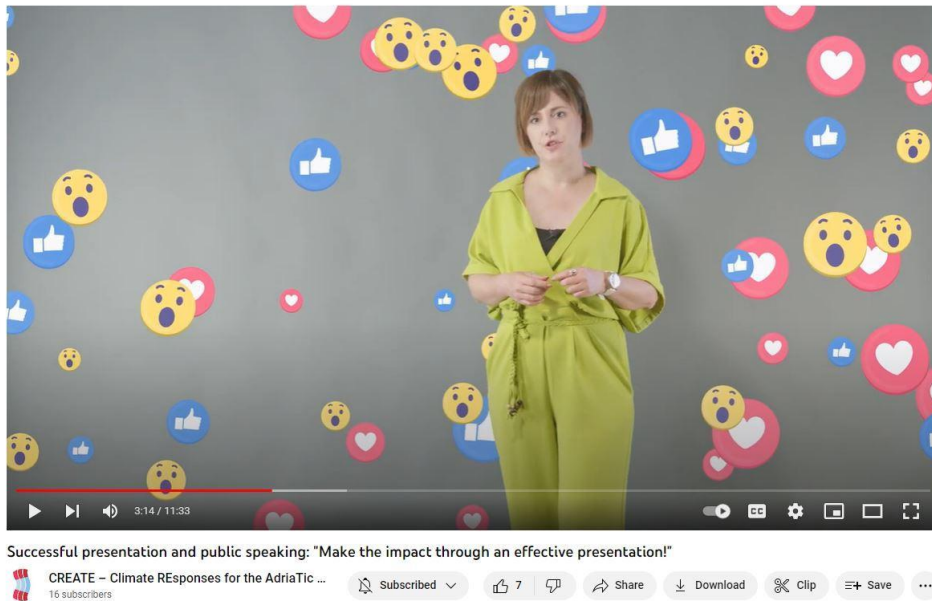 3:14 / 11:33
CC
Successful presentation and public speaking: "Make the impact through an effective presentation!"
CREATE – Climate REsponses for the AdriaTic ...
16 subscribers
Subscribed
7
Share
Download
Clip
Save